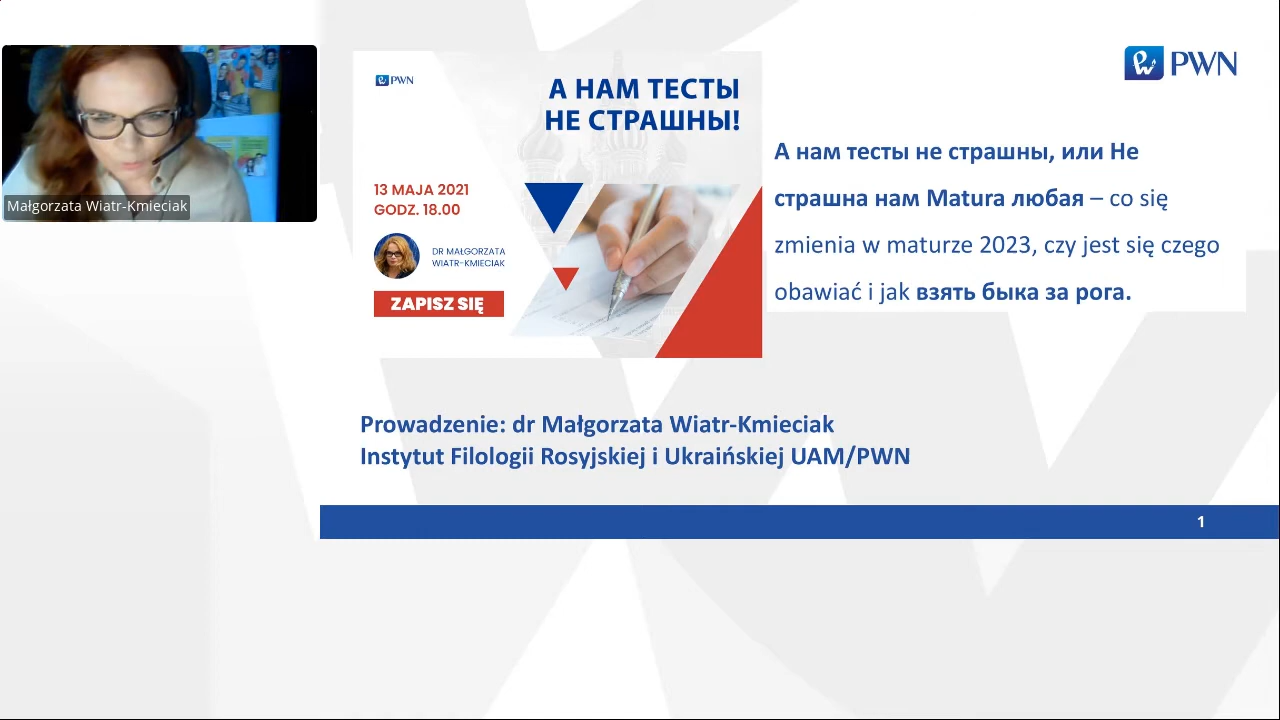 Małgorzata Wiatr-Kmieciak
PWN
А НАМ ТЕСТЫ
НЕ СТРАШНЫ!
13 MAJA 2021
GODZ. 18.00
DR MAŁGORZATA
WIATR-KMIECIAK
ZAPISZ SIĘ
PWN
А нам тесты не страшны, или Не
страшна нам Matura любая – co się
zmienia w maturze 2023, czy jest się czego
obawiać i jak взять быка за рога.
Prowadzenie: dr Małgorzata Wiatr-Kmieciak
Instytut Filologii Rosyjskiej i Ukraińskiej UAM/PWN
1